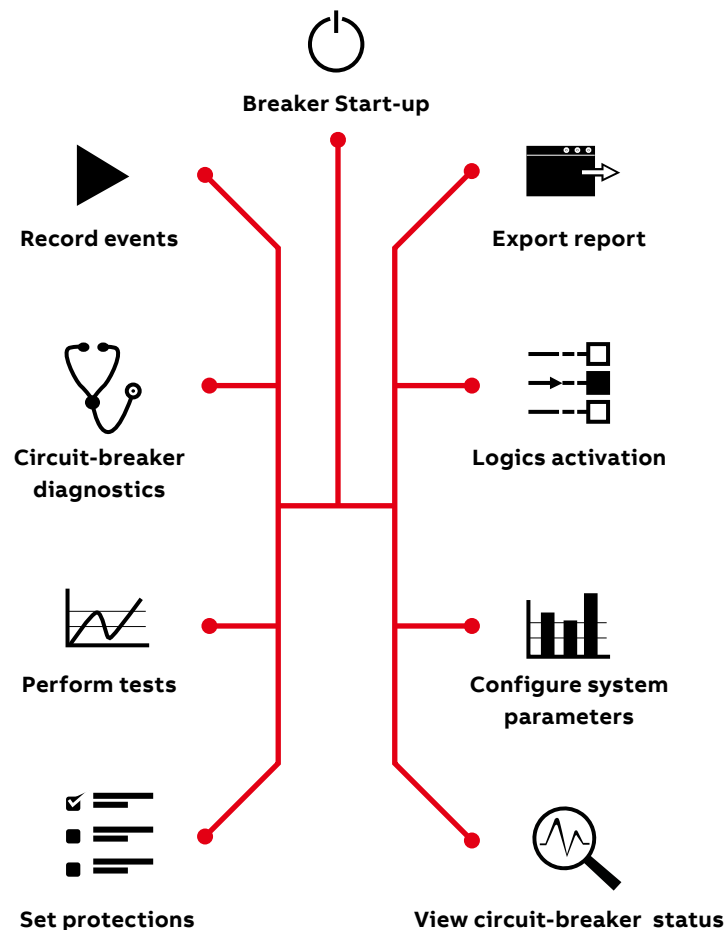 Breaker Start-up
Record events
Export report
Circuit-breaker
diagnostics
Logics activation
Perform tests
Configure system
parameters
Set protections
View circuit-breaker status